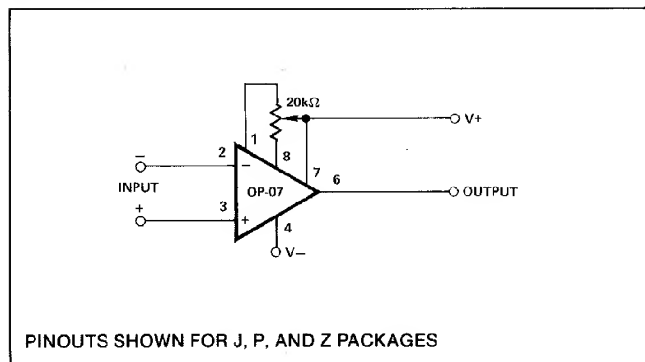 20kΩ
V+
1
8
7
2
−
−
6
OUTPUT
INPUT
OP-07
3
+
+
4
V−
PINOUTS SHOWN FOR J, P, AND Z PACKAGES